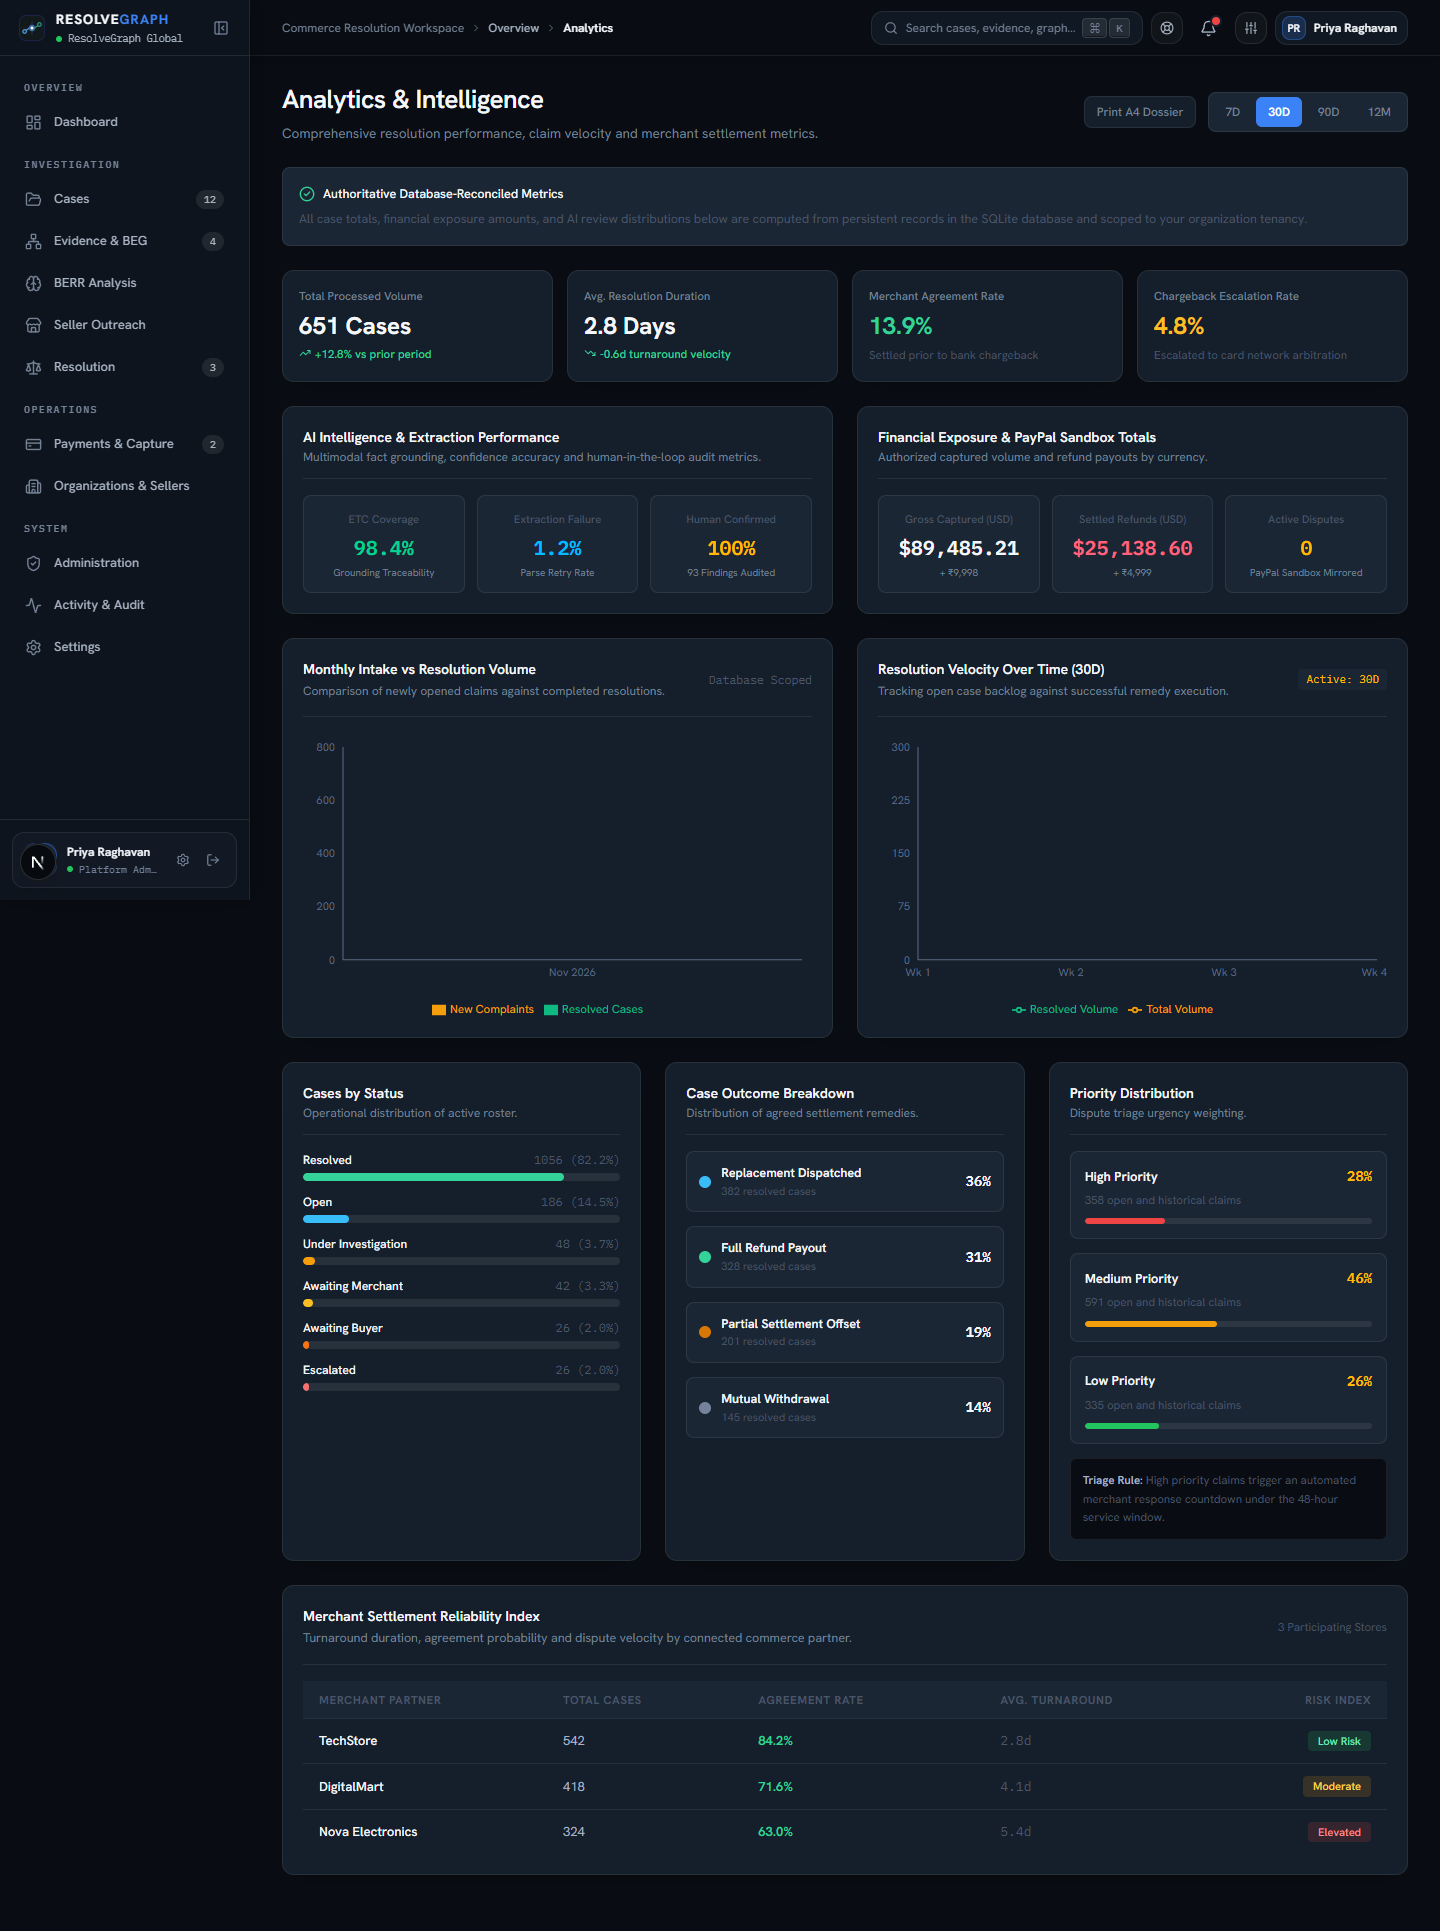 RESOLVEGRAPH
ResolveGraph Global
Commerce Resolution Workspace > Overview > Analytics
Search cases, evidence, graph... ⌘ K
PR Priya Raghavan
OVERVIEW
Dashboard
INVESTIGATION
Cases 12
Evidence & BEG 4
BERR Analysis
Seller Outreach
Resolution 3
OPERATIONS
Payments & Capture 2
Organizations & Sellers
SYSTEM
Administration
Activity & Audit
Settings
N Priya Raghavan
Platform Adm…
Analytics & Intelligence
Comprehensive resolution performance, claim velocity and merchant settlement metrics.
Print A4 Dossier
7D 30D 90D 12M
Authoritative Database-Reconciled Metrics
All case totals, financial exposure amounts, and AI review distributions below are computed from persistent records in the SQLite database and scoped to your organization tenancy.
Total Processed Volume
651 Cases
+12.8% vs prior period
Avg. Resolution Duration
2.8 Days
-0.6d turnaround velocity
Merchant Agreement Rate
13.9%
Settled prior to bank chargeback
Chargeback Escalation Rate
4.8%
Escalated to card network arbitration
AI Intelligence & Extraction Performance
Multimodal fact grounding, confidence accuracy and human-in-the-loop audit metrics.
ETC Coverage
98.4%
Grounding Traceability
Extraction Failure
1.2%
Parse Retry Rate
Human Confirmed
100%
93 Findings Audited
Financial Exposure & PayPal Sandbox Totals
Authorized captured volume and refund payouts by currency.
Gross Captured (USD)
$89,485.21
+ ₹9,998
Settled Refunds (USD)
$25,138.60
+ ₹4,999
Active Disputes
0
PayPal Sandbox Mirrored
Monthly Intake vs Resolution Volume
Comparison of newly opened claims against completed resolutions.
Database Scoped
800
600
400
200
0
Nov 2026
New Complaints Resolved Cases
Resolution Velocity Over Time (30D)
Tracking open case backlog against successful remedy execution.
Active: 30D
300
225
150
75
0
Wk 1 Wk 2 Wk 3 Wk 4
Resolved Volume Total Volume
Cases by Status
Operational distribution of active roster.
Resolved 1056 (82.2%)
Open 186 (14.5%)
Under Investigation 48 (3.7%)
Awaiting Merchant 42 (3.3%)
Awaiting Buyer 26 (2.0%)
Escalated 26 (2.0%)
Case Outcome Breakdown
Distribution of agreed settlement remedies.
Replacement Dispatched 36%
382 resolved cases
Full Refund Payout 31%
328 resolved cases
Partial Settlement Offset 19%
201 resolved cases
Mutual Withdrawal 14%
145 resolved cases
Priority Distribution
Dispute triage urgency weighting.
High Priority 28%
358 open and historical claims
Medium Priority 46%
591 open and historical claims
Low Priority 26%
335 open and historical claims
Triage Rule: High priority claims trigger an automated
merchant response countdown under the 48-hour
service window.
Merchant Settlement Reliability Index
Turnaround duration, agreement probability and dispute velocity by connected commerce partner.
3 Participating Stores
MERCHANT PARTNER TOTAL CASES AGREEMENT RATE AVG. TURNAROUND RISK INDEX
TechStore 542 84.2% 2.8d Low Risk
DigitalMart 418 71.6% 4.1d Moderate
Nova Electronics 324 63.0% 5.4d Elevated